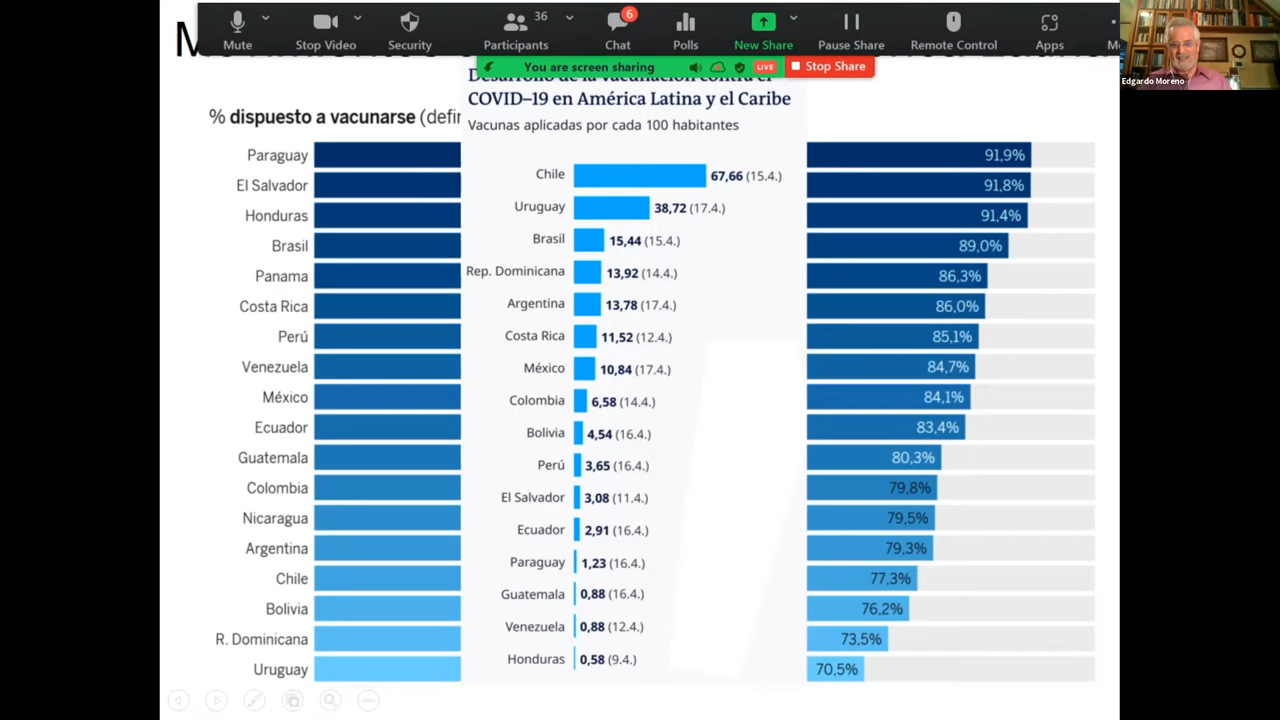 36
6
Mute
Stop Video
Security
Participants
Chat
Polls
New Share
Pause Share
Remote Control
Apps
You are screen sharing
LIVE
Stop Share
Edgardo Moreno
Desarrollo de la vacunación contra el
COVID–19 en América Latina y el Caribe
Vacunas aplicadas por cada 100 habitantes
Chile 67,66 (15.4.)
Uruguay 38,72 (17.4.)
Brasil 15,44 (15.4.)
Rep. Dominicana 13,92 (14.4.)
Argentina 13,78 (17.4.)
Costa Rica 11,52 (12.4.)
México 10,84 (17.4.)
Colombia 6,58 (14.4.)
Bolivia 4,54 (16.4.)
Perú 3,65 (16.4.)
El Salvador 3,08 (11.4.)
Ecuador 2,91 (16.4.)
Paraguay 1,23 (16.4.)
Guatemala 0,88 (16.4.)
Venezuela 0,88 (12.4.)
Honduras 0,58 (9.4.)
% dispuesto a vacunarse
Paraguay 91,9%
El Salvador 91,8%
Honduras 91,4%
Brasil 89,0%
Panama 86,3%
Costa Rica 86,0%
Perú 85,1%
Venezuela 84,7%
México 84,1%
Ecuador 83,4%
Guatemala 80,3%
Colombia 79,8%
Nicaragua 79,5%
Argentina 79,3%
Chile 77,3%
Bolivia 76,2%
R. Dominicana 73,5%
Uruguay 70,5%